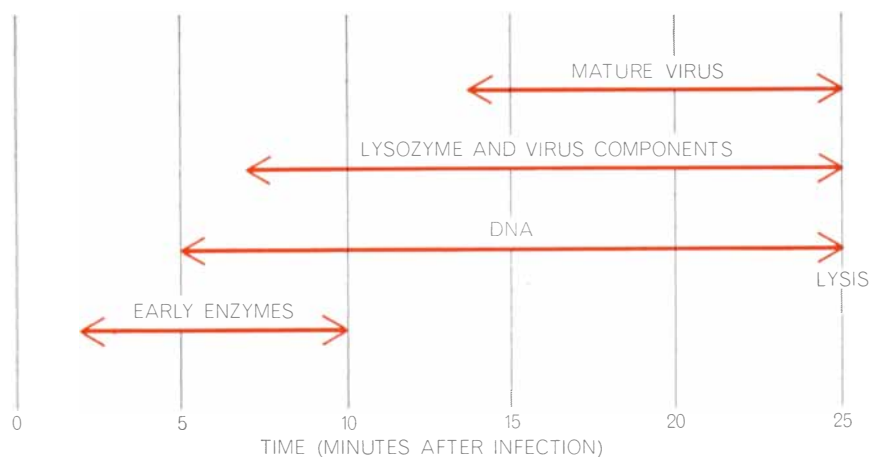 MATURE VIRUS
LYSOZYME AND VIRUS COMPONENTS
DNA
LYSIS
EARLY ENZYMES
0 5 10 15 20 25
TIME (MINUTES AFTER INFECTION)